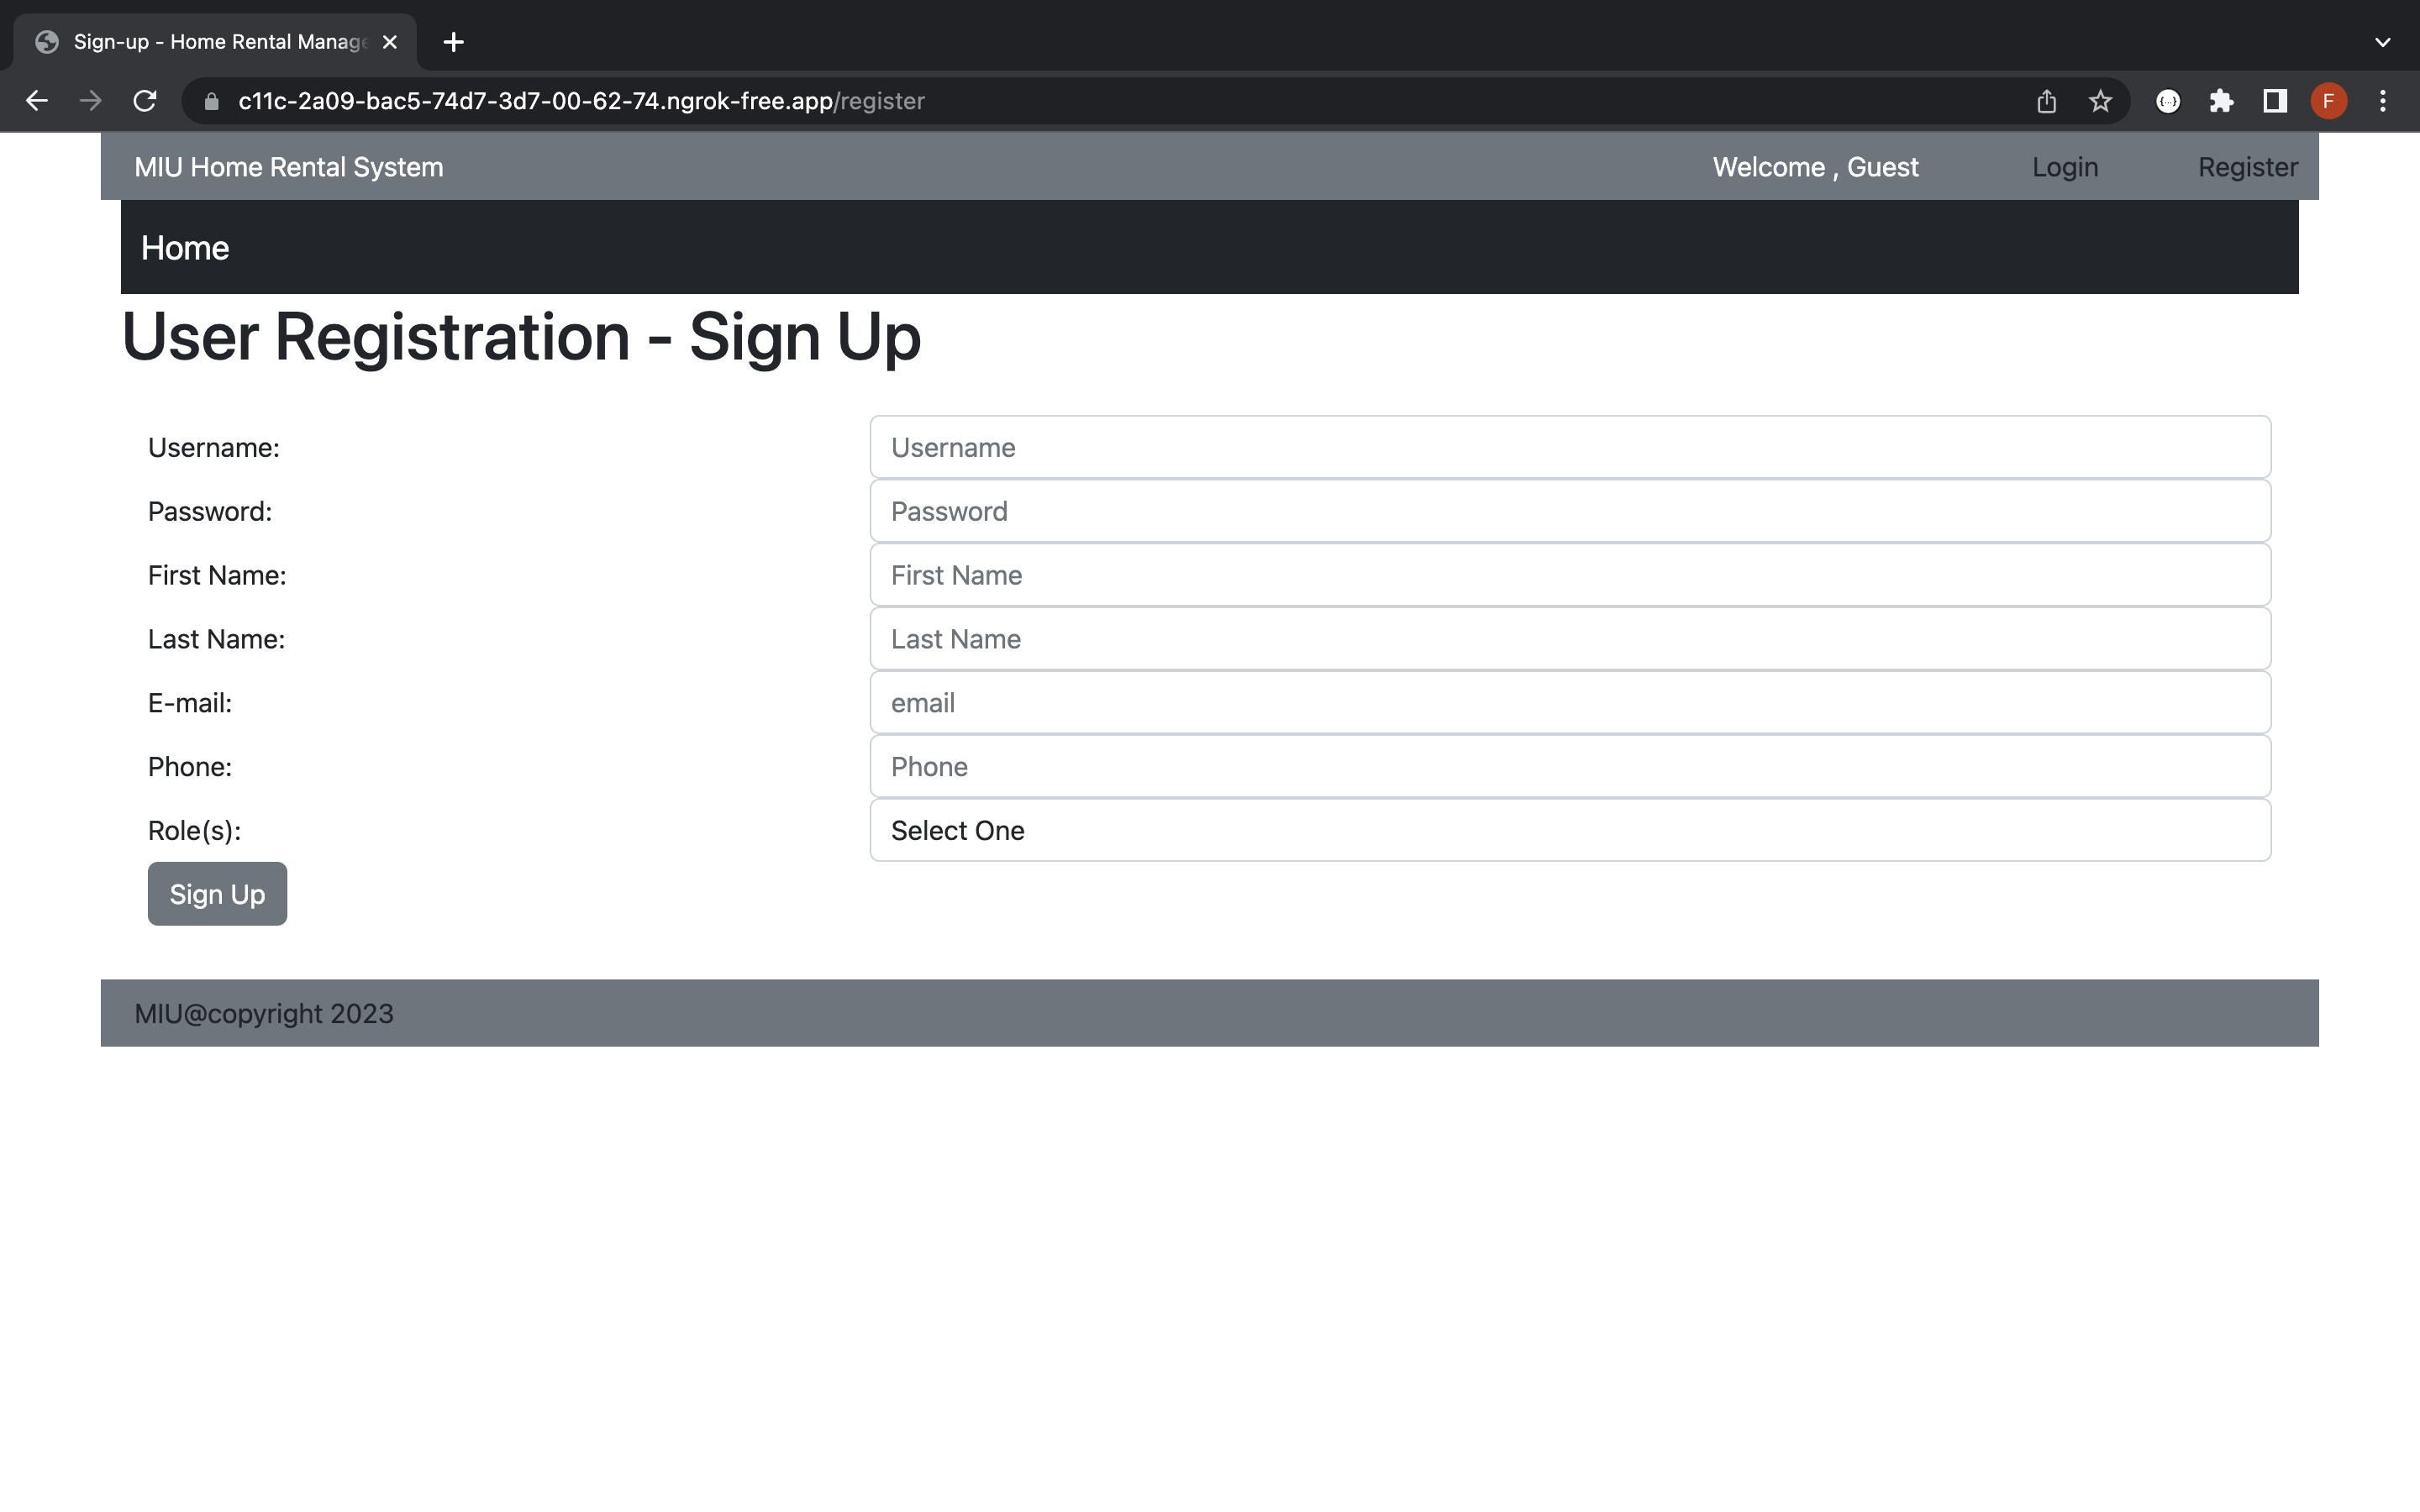 Sign-up - Home Rental Manage
c11c-2a09-bac5-74d7-3d7-00-62-74.ngrok-free.app/register
F
MIU Home Rental System Welcome , Guest Login Register
Home
User Registration - Sign Up
Username: Username
Password: Password
First Name: First Name
Last Name: Last Name
E-mail: email
Phone: Phone
Role(s): Select One
Sign Up
MIU@copyright 2023